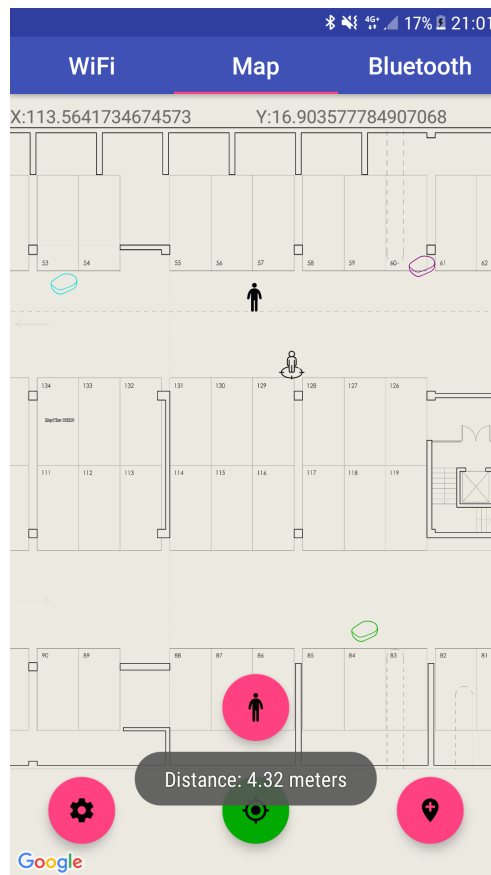 4G+ 17% 21:01
WiFi Map Bluetooth
X:113.5641734674573 Y:16.903577784907068
53 54 55 56 57 58 59 60 61 62
134 133 132 131 130 129 128 127 126
111 112 113 114 115 116 117 118 119
90 89 88 87 86 85 84 83 82 81
Distance: 4.32 meters
Google